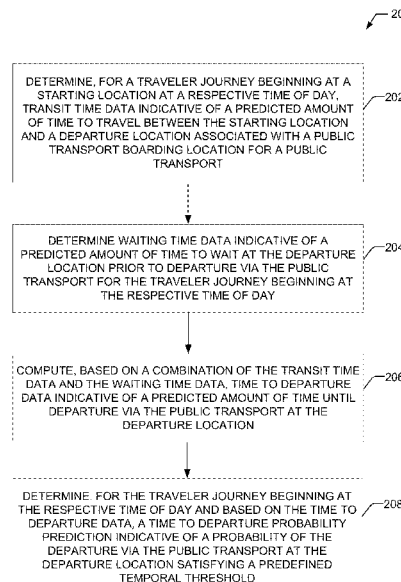 20
DETERMINE, FOR A TRAVELER JOURNEY BEGINNING AT A
STARTING LOCATION AT A RESPECTIVE TIME OF DAY,
TRANSIT TIME DATA INDICATIVE OF A PREDICTED AMOUNT
OF TIME TO TRAVEL BETWEEN THE STARTING LOCATION
AND A DEPARTURE LOCATION ASSOCIATED WITH A PUBLIC
TRANSPORT BOARDING LOCATION FOR A PUBLIC
TRANSPORT
202
DETERMINE WAITING TIME DATA INDICATIVE OF A
PREDICTED AMOUNT OF TIME TO WAIT AT THE DEPARTURE
LOCATION PRIOR TO DEPARTURE VIA THE PUBLIC
TRANSPORT FOR THE TRAVELER JOURNEY BEGINNING AT
THE RESPECTIVE TIME OF DAY
204
COMPUTE, BASED ON A COMBINATION OF THE TRANSIT TIME
DATA AND THE WAITING TIME DATA, TIME TO DEPARTURE
DATA INDICATIVE OF A PREDICTED AMOUNT OF TIME UNTIL
DEPARTURE VIA THE PUBLIC TRANSPORT AT THE
DEPARTURE LOCATION
206
DETERMINE, FOR THE TRAVELER JOURNEY BEGINNING AT
THE RESPECTIVE TIME OF DAY AND BASED ON THE TIME TO
DEPARTURE DATA, A TIME TO DEPARTURE PROBABILITY
PREDICTION INDICATIVE OF A PROBABILITY OF THE
DEPARTURE VIA THE PUBLIC TRANSPORT AT THE
DEPARTURE LOCATION SATISFYING A PREDEFINED
TEMPORAL THRESHOLD
208